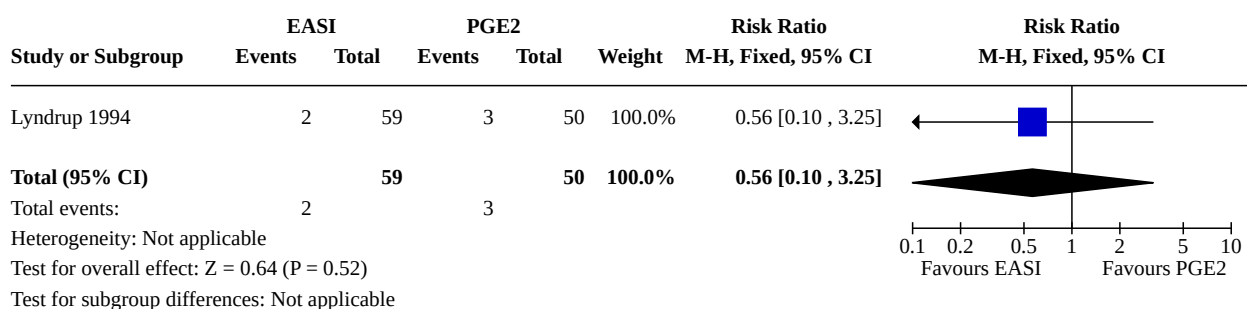 EASI PGE2 Risk Ratio Risk Ratio
Study or Subgroup Events Total Events Total Weight M-H, Fixed, 95% CI M-H, Fixed, 95% CI
Lyndrup 1994 2 59 3 50 100.0% 0.56 [0.10 , 3.25]
Total (95% CI) 59 50 100.0% 0.56 [0.10 , 3.25]
Total events: 2 3
Heterogeneity: Not applicable
0.1 0.2 0.5 1 2 5 10
Test for overall effect: Z = 0.64 (P = 0.52)
Favours EASI Favours PGE2
Test for subgroup differences: Not applicable